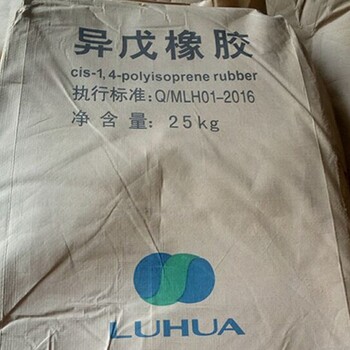 异戊橡胶
cis-1,4-polyisoprene rubber
执行标准:Q/MLH01-2016
净含量: 25kg
LUHUA